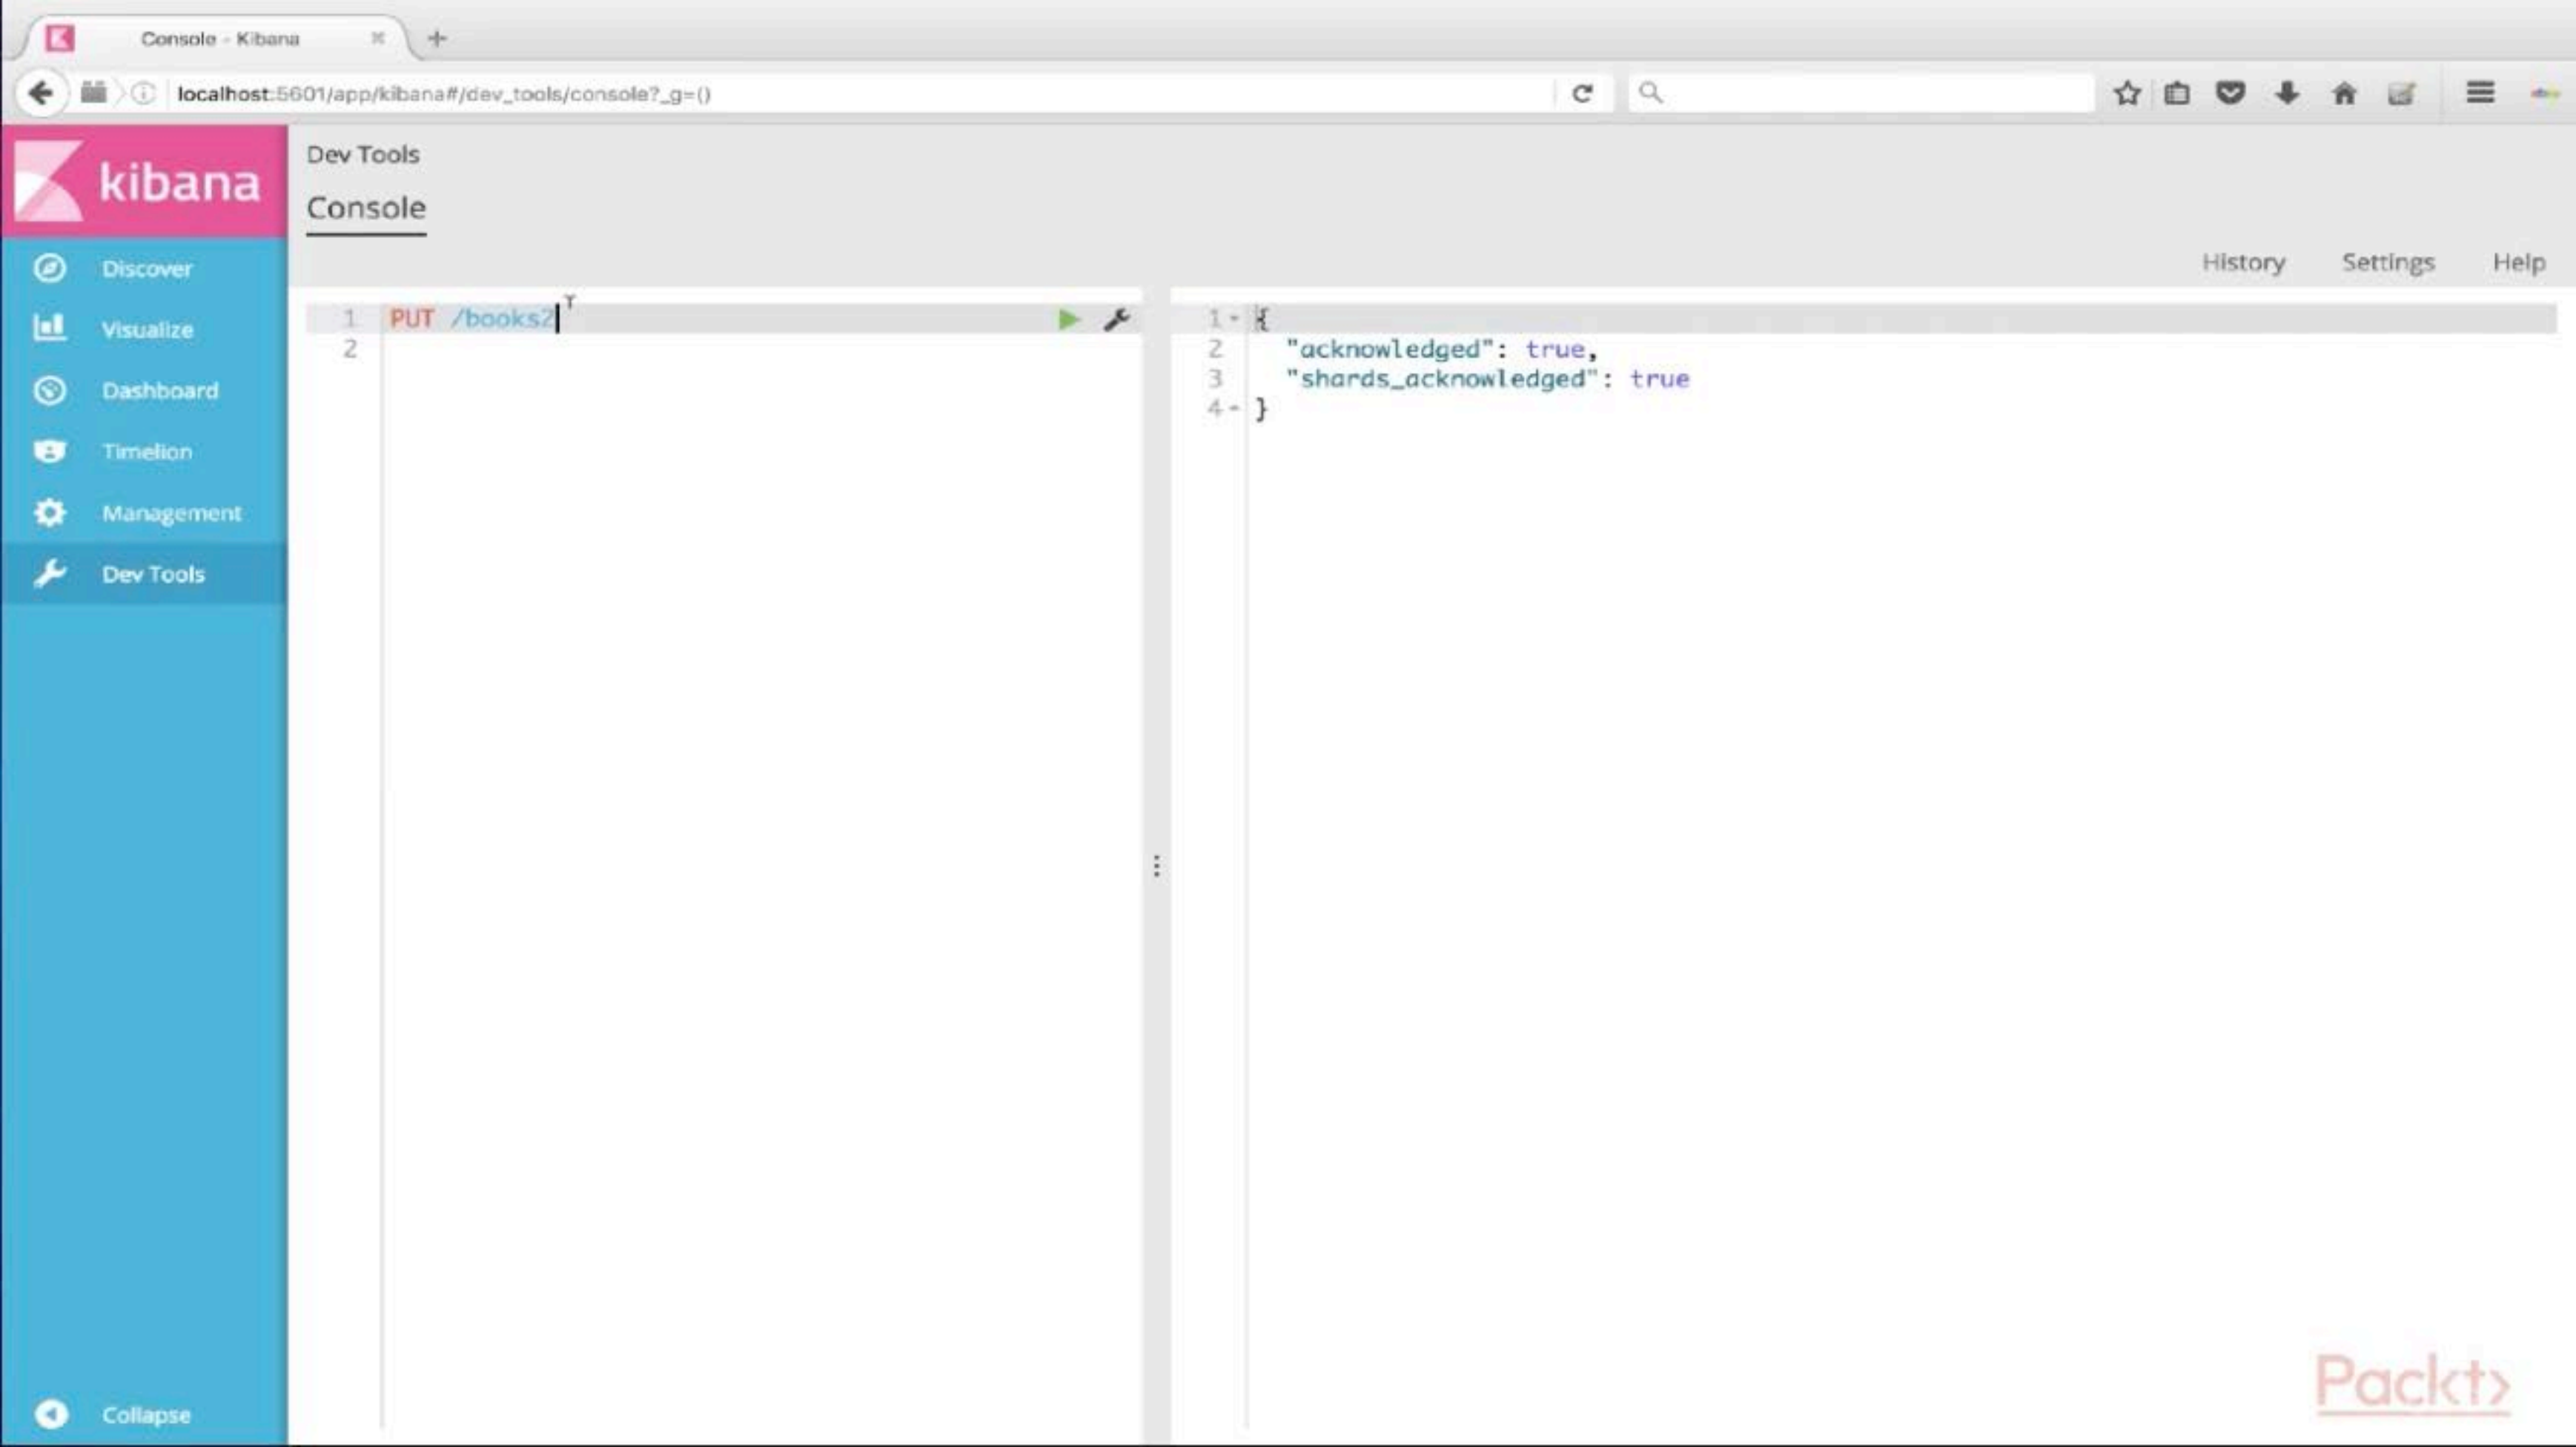 Console - Kibana
localhost:5601/app/kibana#/dev_tools/console?_g=()
kibana
Discover
Visualize
Dashboard
Timelion
Management
Dev Tools
Collapse
Dev Tools
Console
History Settings Help
1 PUT /books2
2
1 {
2 "acknowledged": true,
3 "shards_acknowledged": true
4 }
Packt>